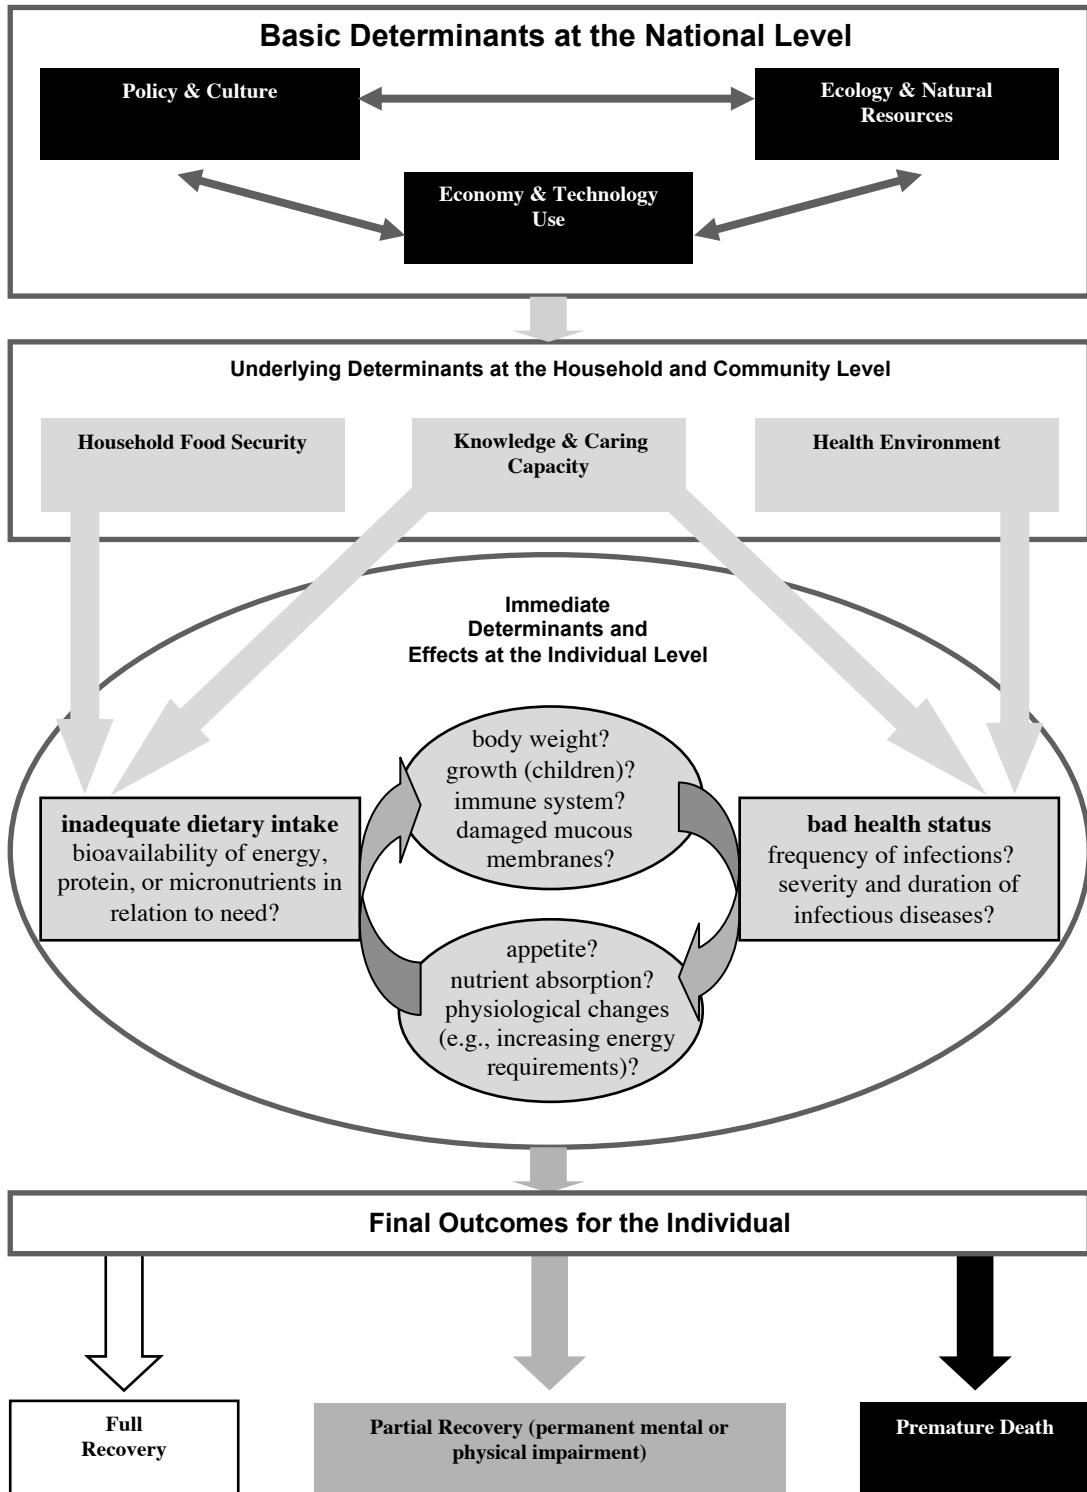 Basic Determinants at the National Level
Policy & Culture
Ecology & Natural
Resources
Economy & Technology
Use
Underlying Determinants at the Household and Community Level
Household Food Security
Knowledge & Caring
Capacity
Health Environment
Immediate
Determinants and
Effects at the Individual Level
body weight?
growth (children)?
immune system?
damaged mucous
membranes?
inadequate dietary intake
bioavailability of energy,
protein, or micronutrients in
relation to need?
bad health status
frequency of infections?
severity and duration of
infectious diseases?
appetite?
nutrient absorption?
physiological changes
(e.g., increasing energy
requirements)?
Final Outcomes for the Individual
Full
Recovery
Partial Recovery (permanent mental or
physical impairment)
Premature Death